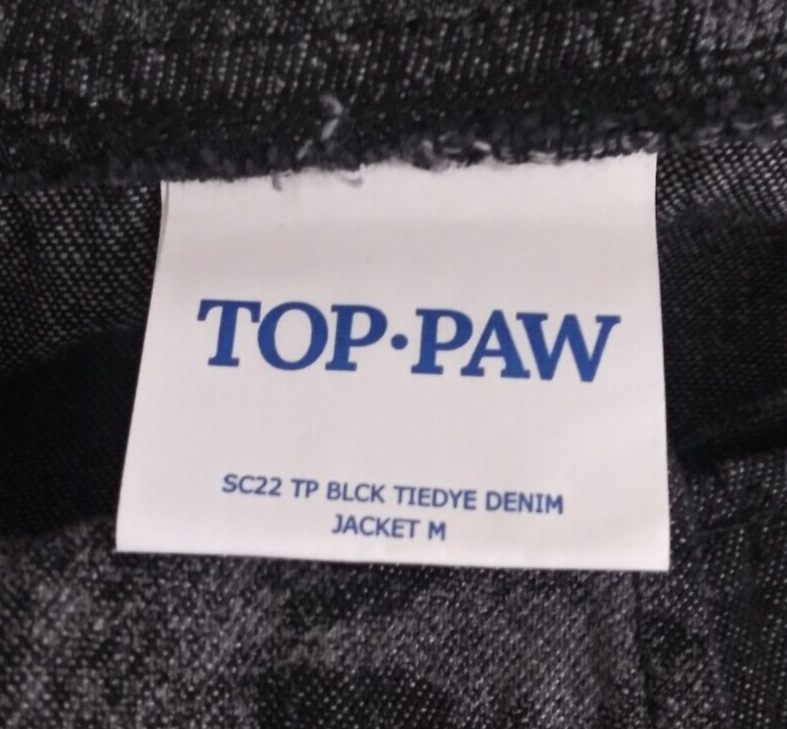 TOP·PAW
SC22 TP BLCK TIEDYE DENIM
JACKET M